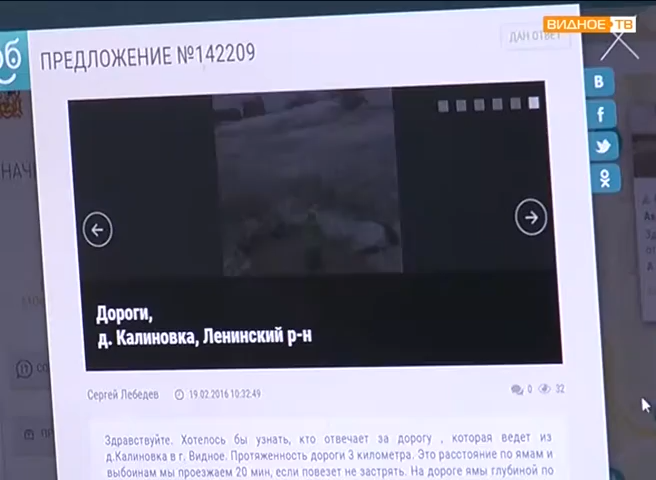 ВИДНОЕ ТВ
об
ПРЕДЛОЖЕНИЕ №142209
ДАН ОТВЕТ
В
f
НАЧ
Дороги,
д. Калиновка, Ленинский р-н
Сергей Лебедев 19.02.2016 10:32:49 0 32
Здравствуйте. Хотелось бы узнать, кто отвечает за дорогу , которая ведет из
д.Калиновка в г. Видное. Протяженность дороги 3 километра. Это расстояние по ямам и
выбоинам мы проезжаем 20 мин, если повезет не застрять. На дороге ямы глубиной по